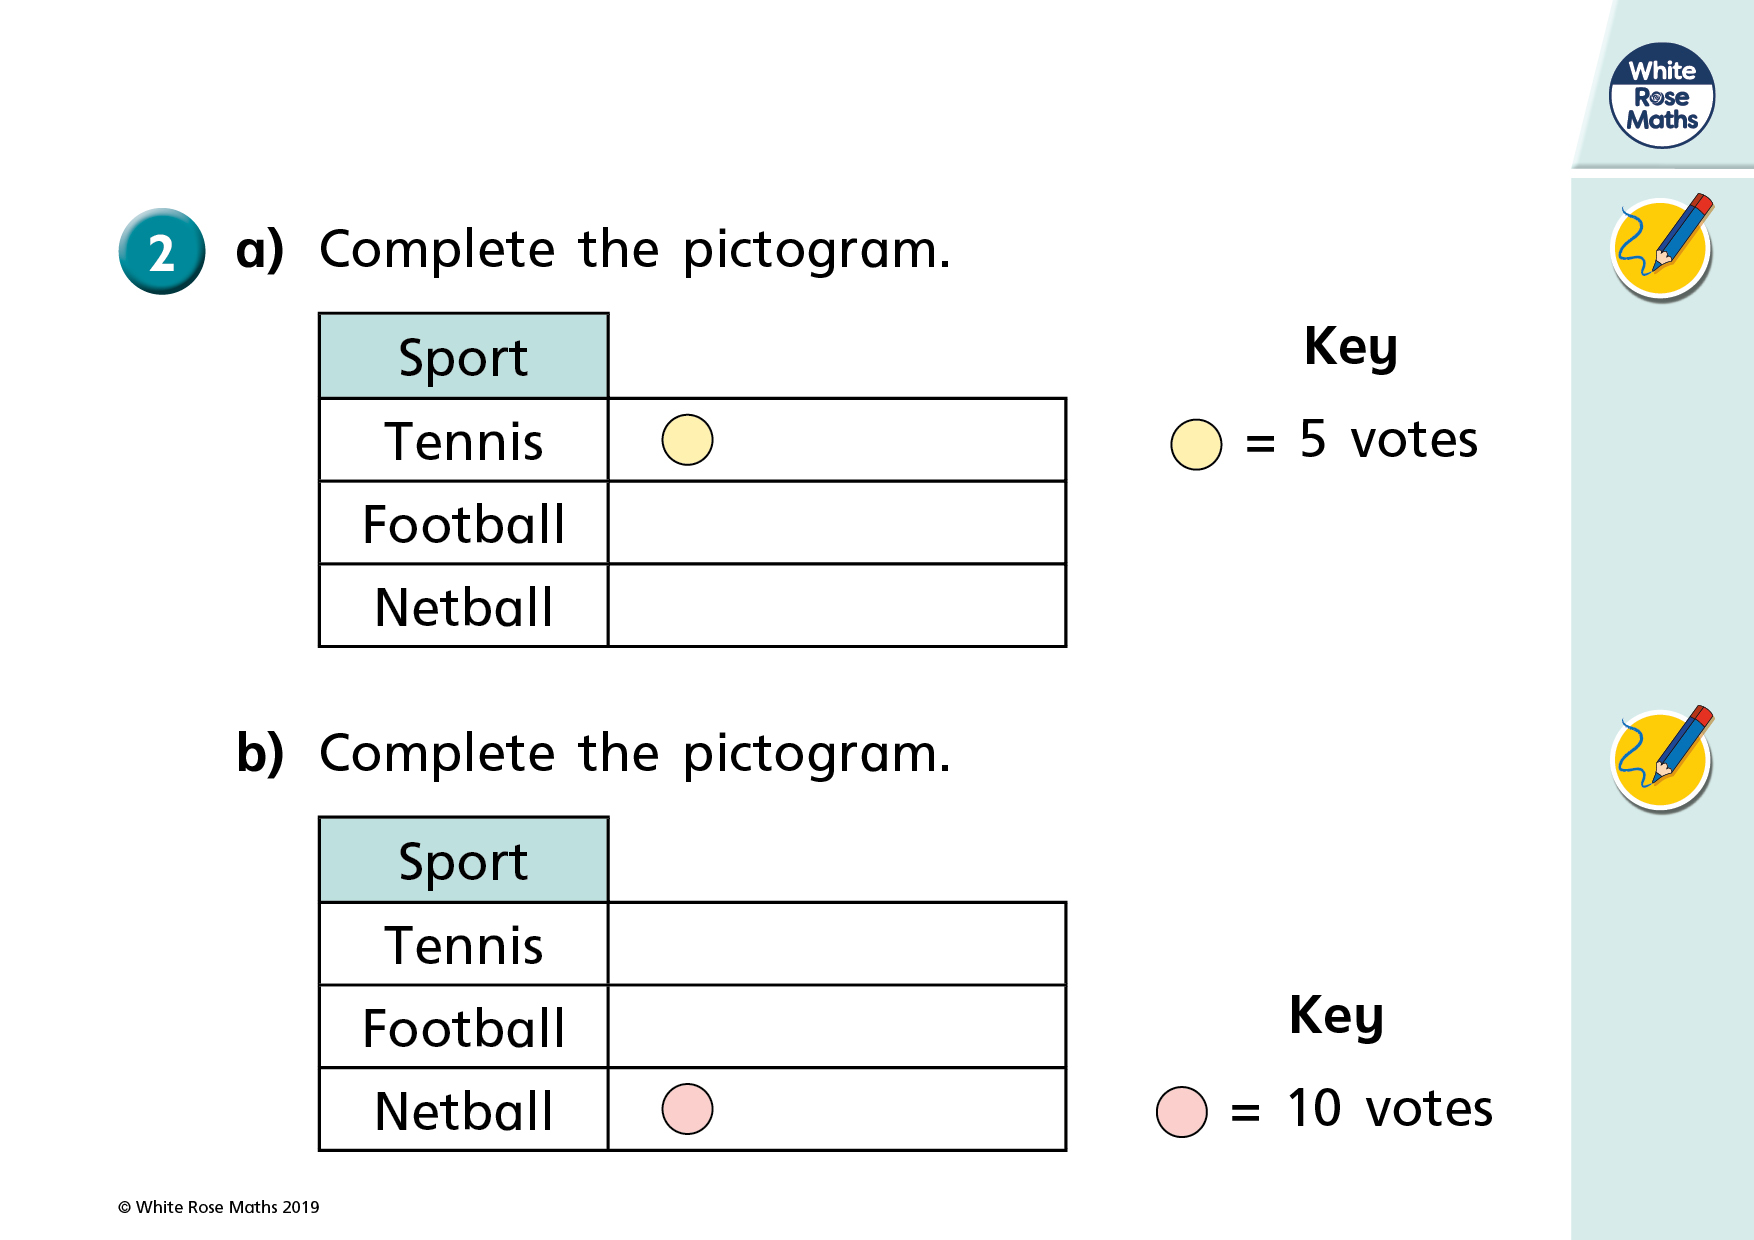 White
Rose
Maths
2 a) Complete the pictogram.
Sport
Key
Tennis
= 5 votes
Football
Netball
b) Complete the pictogram.
Sport
Tennis
Football
Key
Netball
= 10 votes
© White Rose Maths 2019